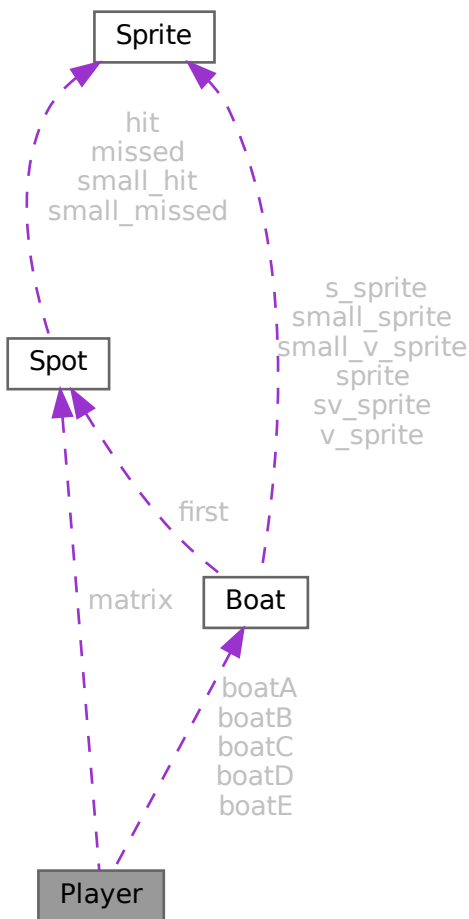 Sprite
hit
missed
small_hit
small_missed
s_sprite
small_sprite
small_v_sprite
sprite
sv_sprite
v_sprite
Spot
first
Boat
matrix
boatA
boatB
boatC
boatD
boatE
Player